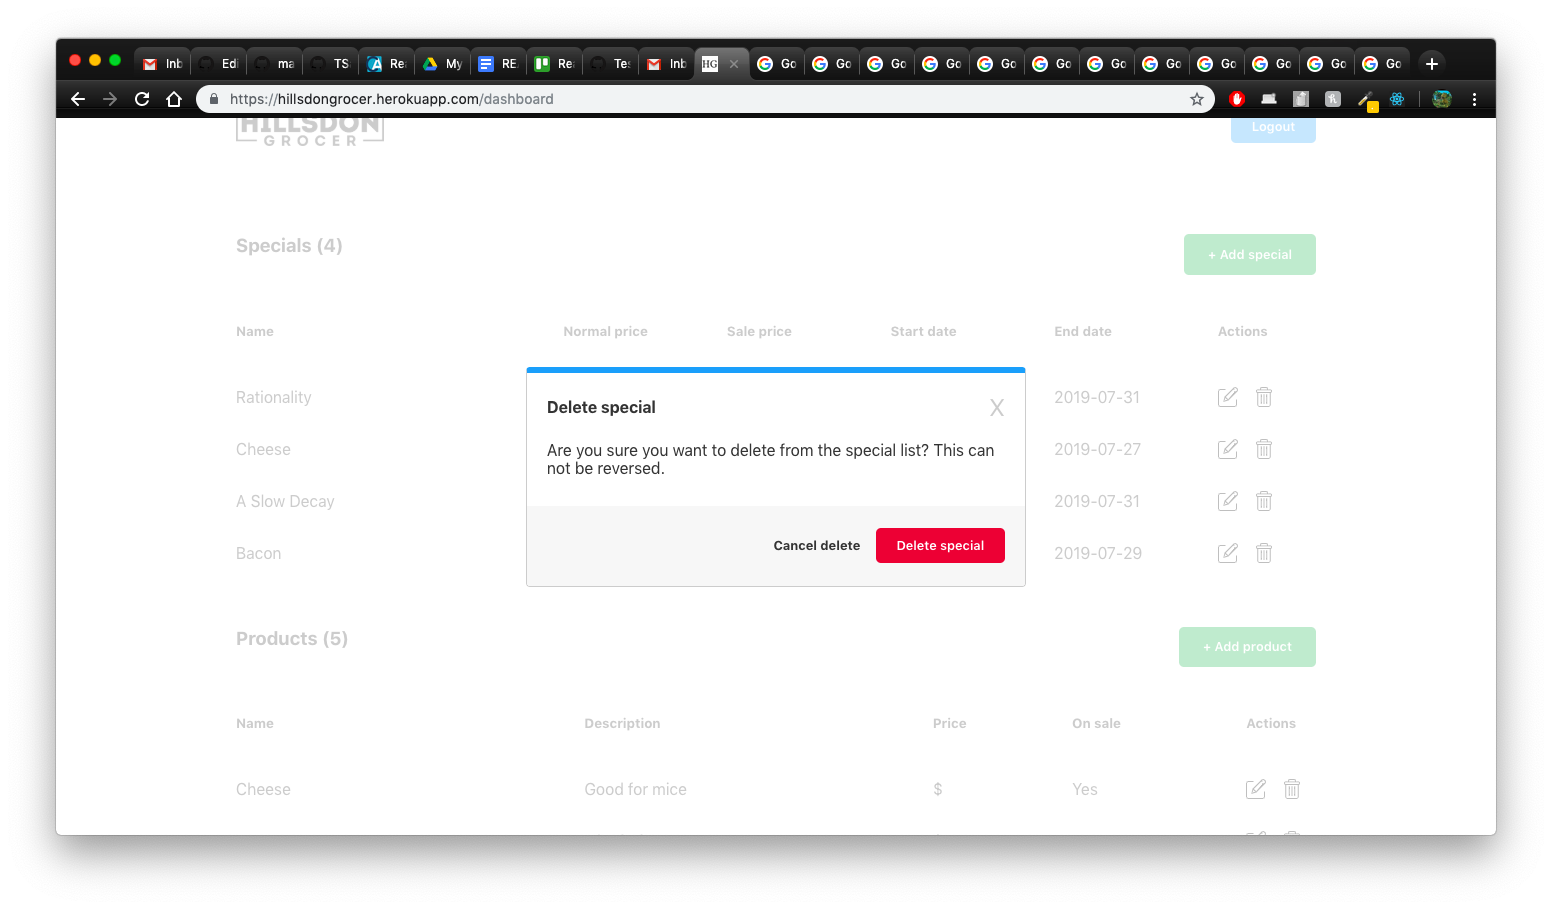 Inb Edi ma TS Re My RE Re Tes Inb HG Go Go Go Go Go Go Go Go Go Go Go Go
https://hillsdongrocer.herokuapp.com/dashboard
HILLSDON
GROCER
Logout
Specials (4)
+ Add special
Name Normal price Sale price Start date End date Actions
Rationality 2019-07-31
Cheese 2019-07-27
A Slow Decay 2019-07-31
Bacon 2019-07-29
Delete special X
Are you sure you want to delete from the special list? This can
not be reversed.
Cancel delete Delete special
Products (5)
+ Add product
Name Description Price On sale Actions
Cheese Good for mice $ Yes